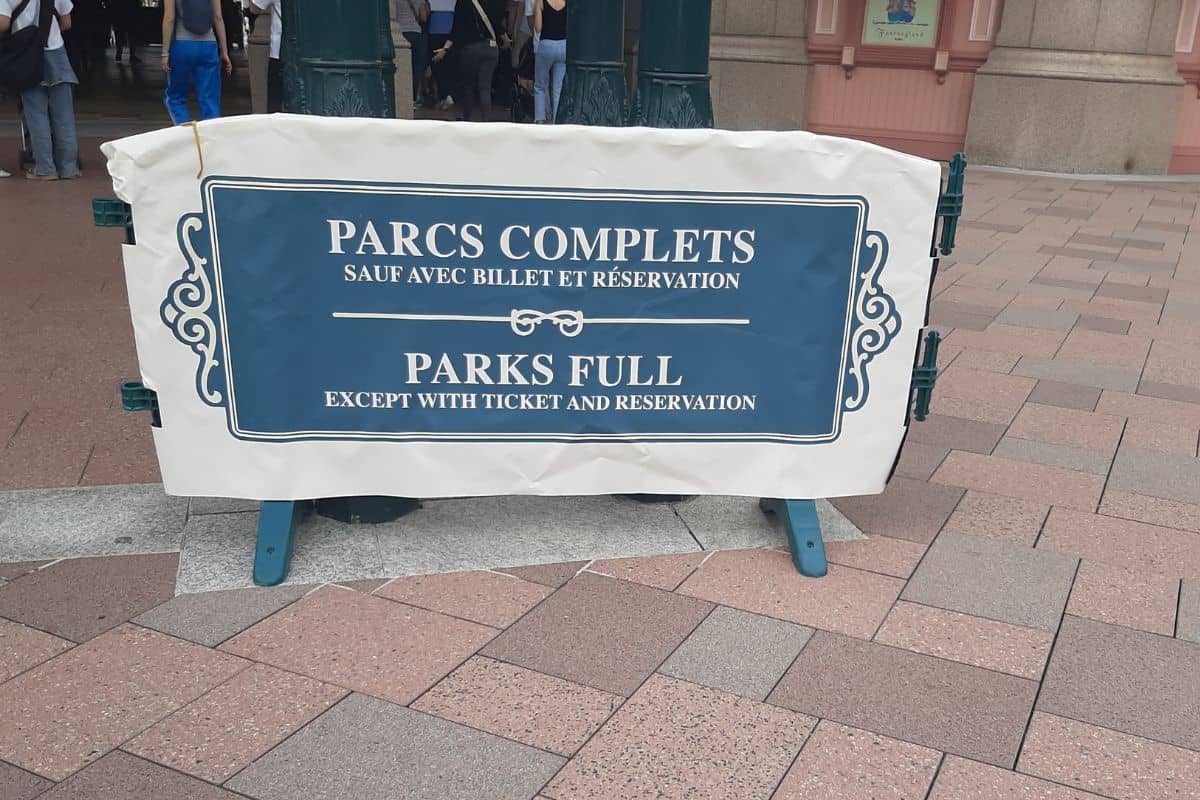 PARCS COMPLETS
SAUF AVEC BILLET ET RÉSERVATION
PARKS FULL
EXCEPT WITH TICKET AND RESERVATION